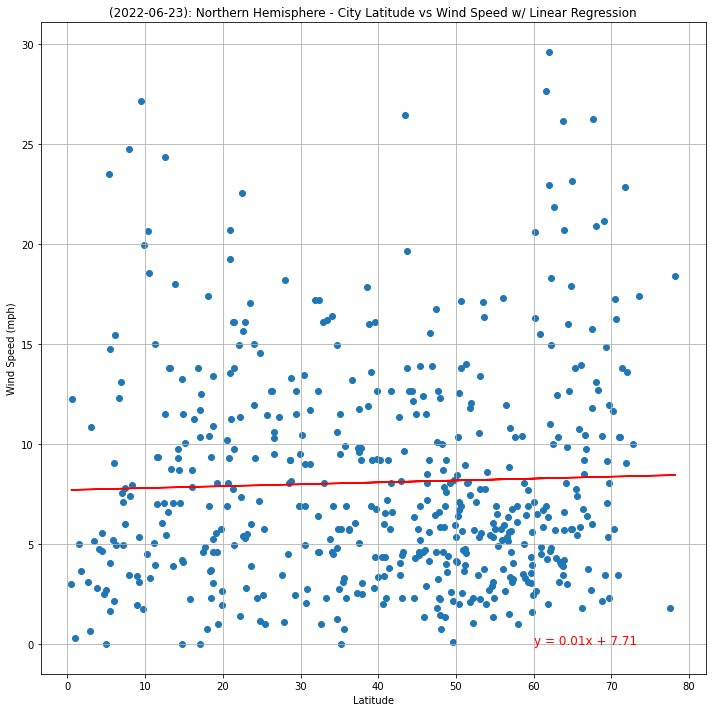 (2022-06-23): Northern Hemisphere - City Latitude vs Wind Speed w/ Linear Regression
30
25
20
15
10
5
0
Wind Speed (mph)
y = 0.01x + 7.71
0 10 20 30 40 50 60 70 80
Latitude